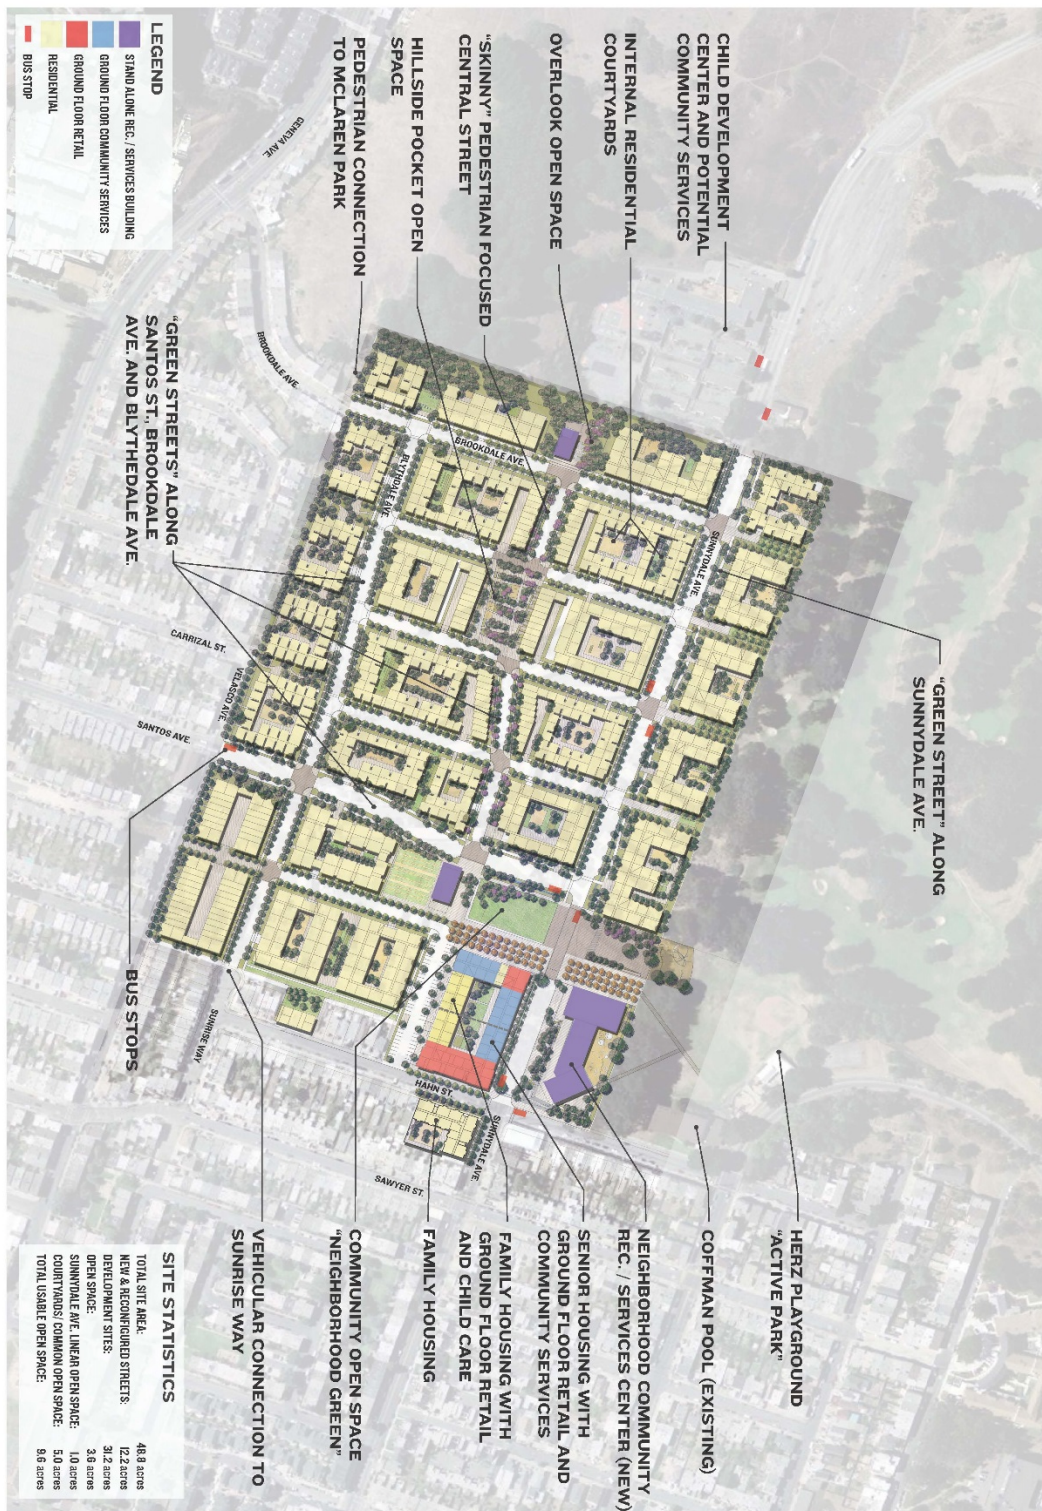 CHILD DEVELOPMENT
CENTER AND POTENTIAL
COMMUNITY SERVICES
INTERNAL RESIDENTIAL
COURTYARDS
OVERLOOK OPEN SPACE
"SKINNY" PEDESTRIAN FOCUSED
CENTRAL STREET
HILLSIDE POCKET OPEN
SPACE
PEDESTRIAN CONNECTION
TO MCLAREN PARK
LEGEND
STAND ALONE REC. / SERVICES BUILDING
GROUND FLOOR COMMUNITY SERVICES
GROUND FLOOR RETAIL
RESIDENTIAL
BUS STOP
GENEVA AVE.
BROOKDALE AVE.
"GREEN STREETS" ALONG
SANTOS ST., BROOKDALE
AVE. AND BLYTHEDALE AVE.
BROOKDALE AVE.
BLYTHDALE AVE.
SUNNYDALE AVE.
"GREEN STREET" ALONG
SUNNYDALE AVE.
CARRIZAL ST.
VELASCO AVE.
SANTOS AVE.
BUS STOPS
SUNRISE WAY
HAHN ST.
SUNNYDALE AVE.
SAWYER ST.
HERZ PLAYGROUND
"ACTIVE PARK"
COFFMAN POOL (EXISTING)
NEIGHBORHOOD COMMUNITY
REC. / SERVICES CENTER (NEW)
SENIOR HOUSING WITH
GROUND FLOOR RETAIL AND
COMMUNITY SERVICES
FAMILY HOUSING WITH
GROUND FLOOR RETAIL
AND CHILD CARE
FAMILY HOUSING
COMMUNITY OPEN SPACE
"NEIGHBORHOOD GREEN"
VEHICULAR CONNECTION TO
SUNRISE WAY
SITE STATISTICS
TOTAL SITE AREA: 48.8 acres
NEW & RECONFIGURED STREETS: 12.2 acres
DEVELOPMENT SITES: 31.2 acres
OPEN SPACE: 3.6 acres
SUNNYDALE AVE. LINEAR OPEN SPACE: 1.0 acres
COURTYARDS/ COMMON OPEN SPACE: 5.0 acres
TOTAL USABLE OPEN SPACE: 9.6 acres